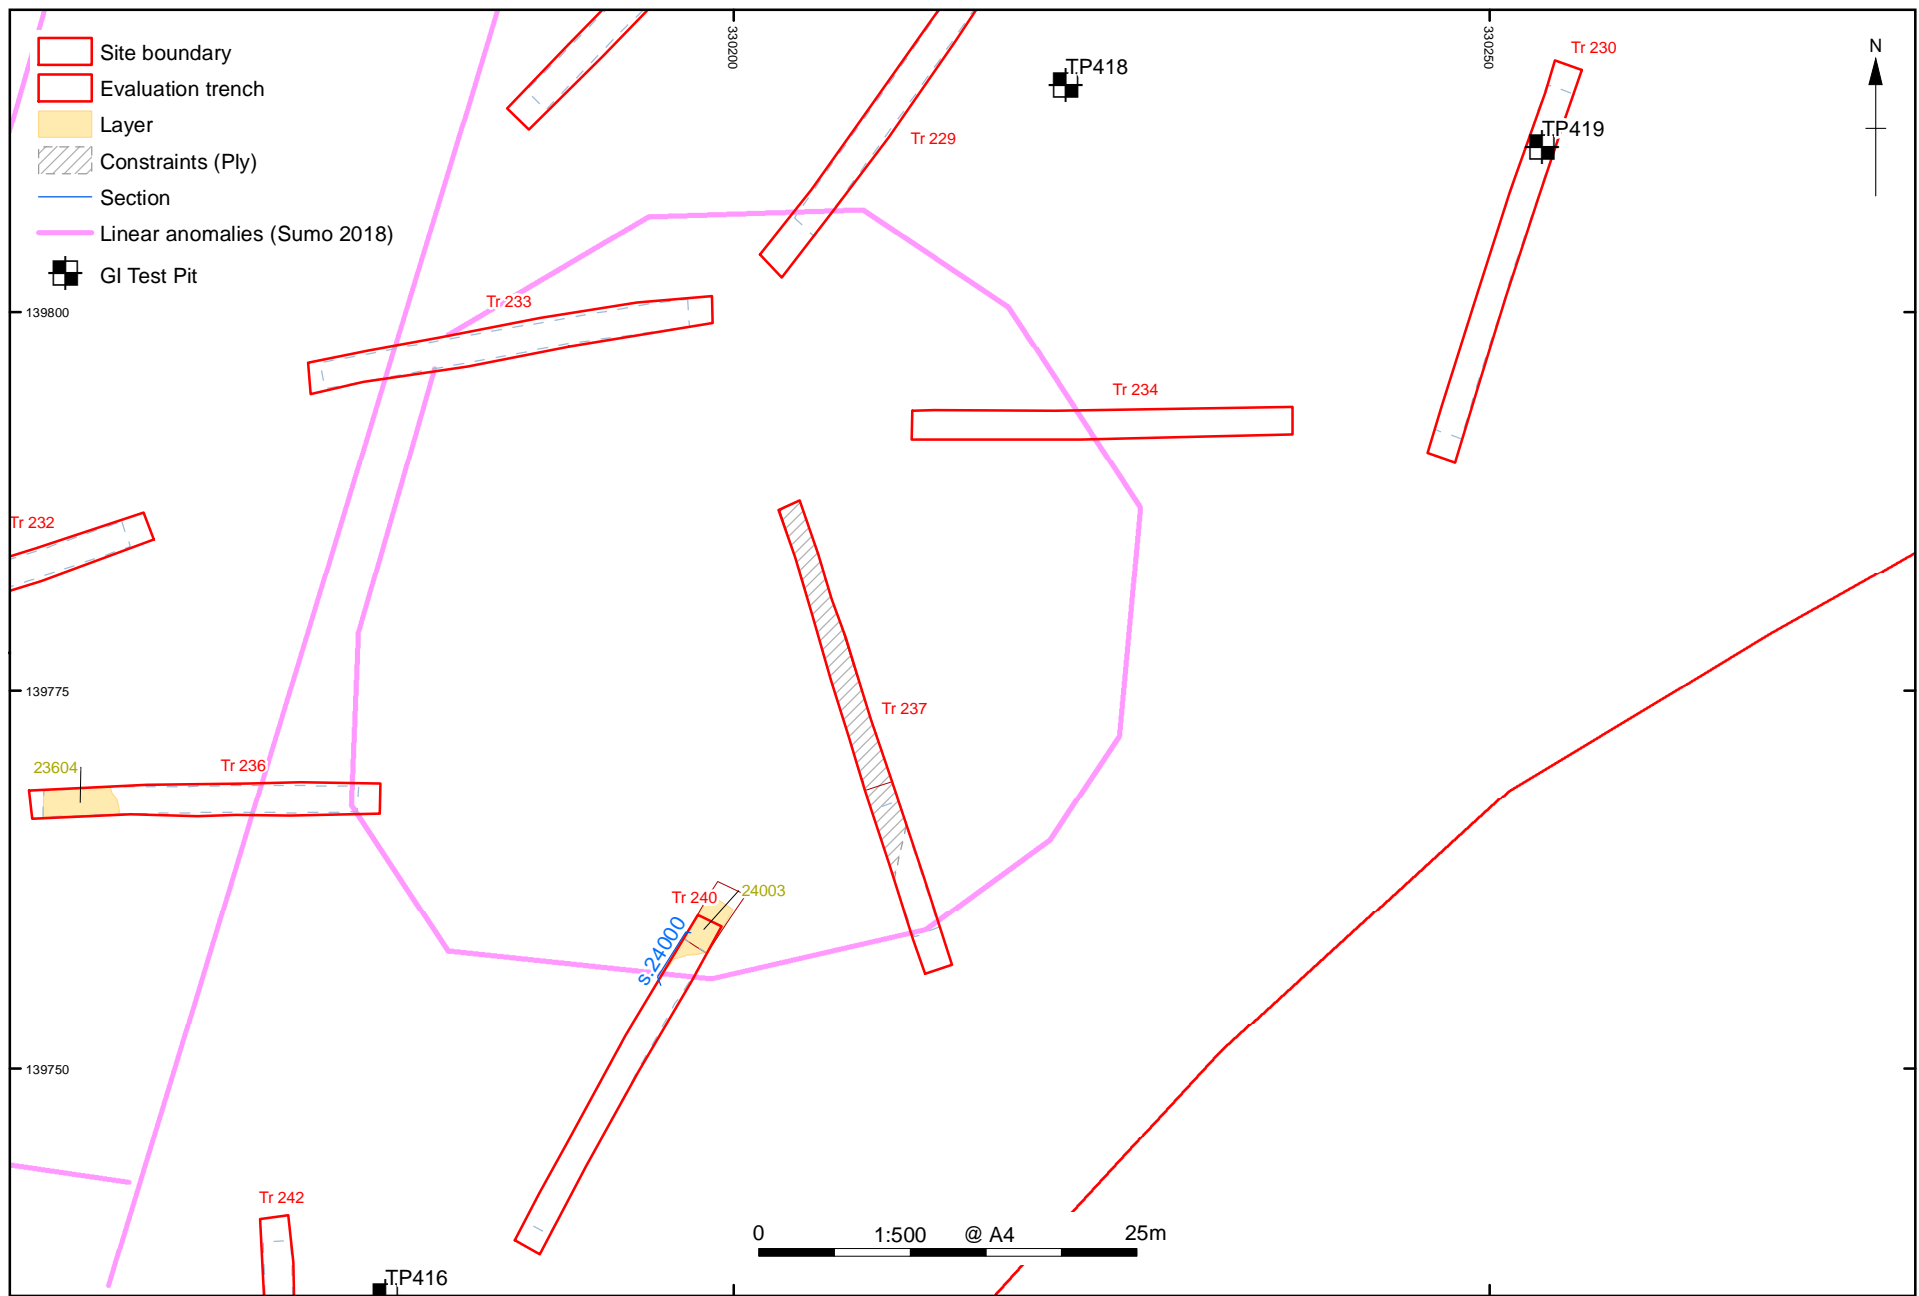 Site boundary
Evaluation trench
Layer
Constraints (Ply)
Section
Linear anomalies (Sumo 2018)
GI Test Pit
330200
330250
N
TP418
Tr 230
TP419
Tr 229
139800
Tr 233
Tr 234
Tr 232
139775
Tr 237
Tr 236
23604
Tr 240
24003
s.24000
139750
Tr 242
TP416
0
1:500 @ A4
25m